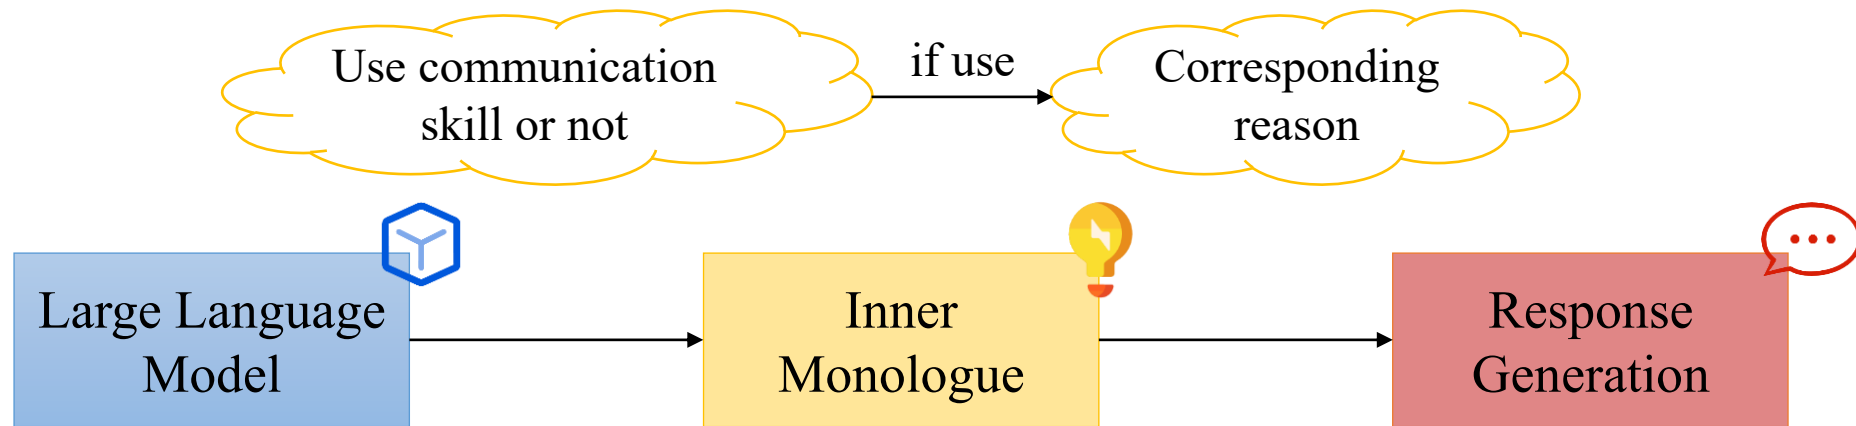 Use communication
skill or not
if use
Corresponding
reason
Large Language
Model
Inner
Monologue
Response
Generation